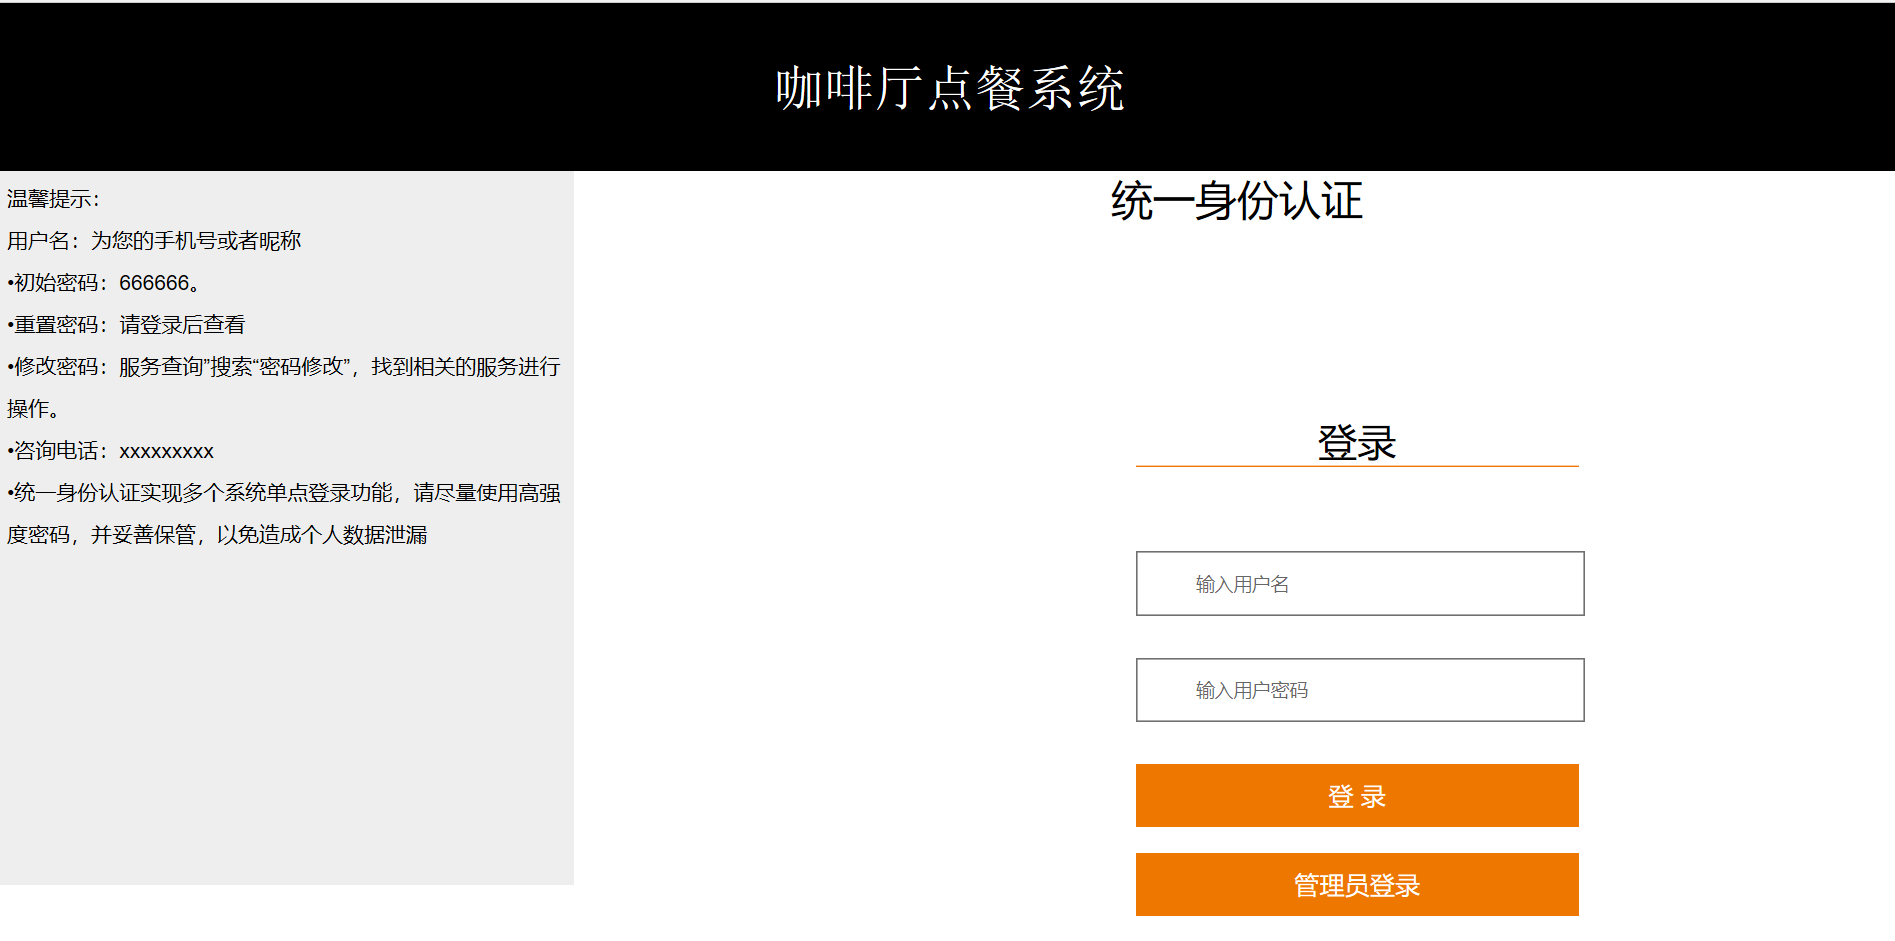 咖啡厅点餐系统
温馨提示：
用户名：为您的手机号或者昵称
•初始密码：666666。
•重置密码：请登录后查看
•修改密码：服务查询”搜索“密码修改”，找到相关的服务进行
操作。
•咨询电话：xxxxxxxxx
•统一身份认证实现多个系统单点登录功能，请尽量使用高强
度密码，并妥善保管，以免造成个人数据泄漏
统一身份认证
登录
输入用户名
输入用户密码
登 录
管理员登录